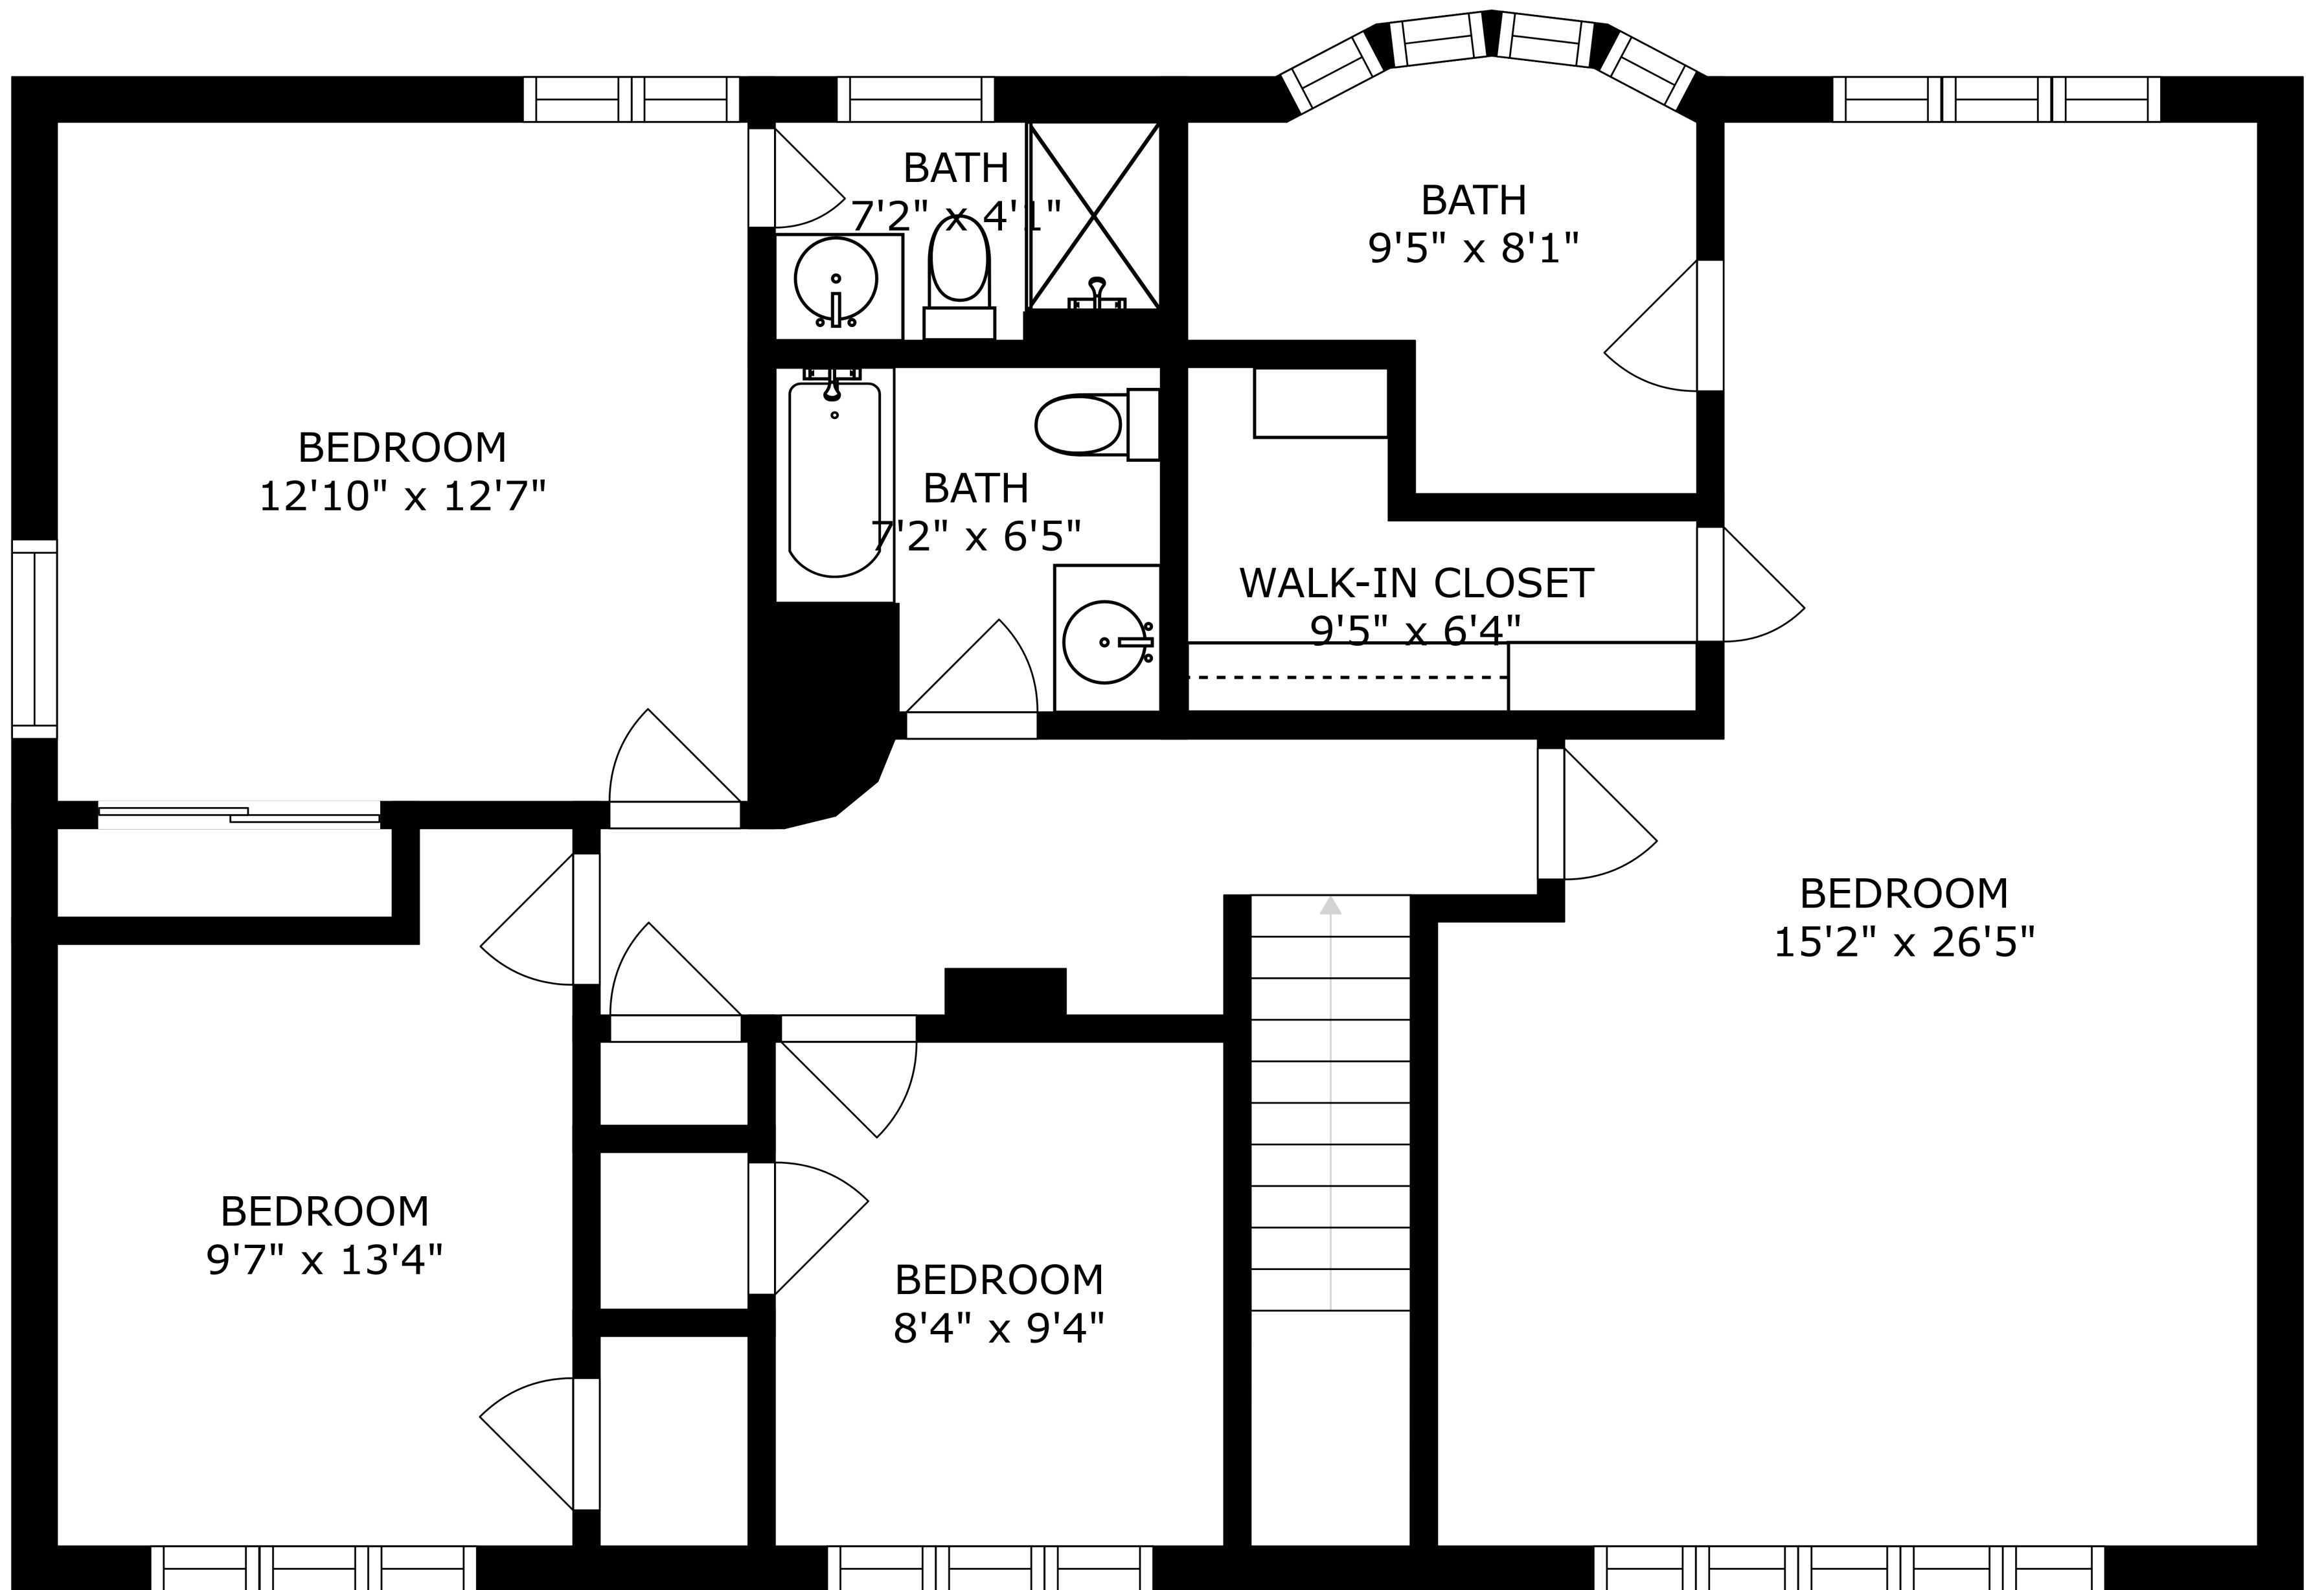 BATH
7'2" x 4'1"
BATH
9'5" x 8'1"
BEDROOM
12'10" x 12'7"
BATH
7'2" x 6'5"
WALK-IN CLOSET
9'5" x 6'4"
BEDROOM
15'2" x 26'5"
BEDROOM
9'7" x 13'4"
BEDROOM
8'4" x 9'4"